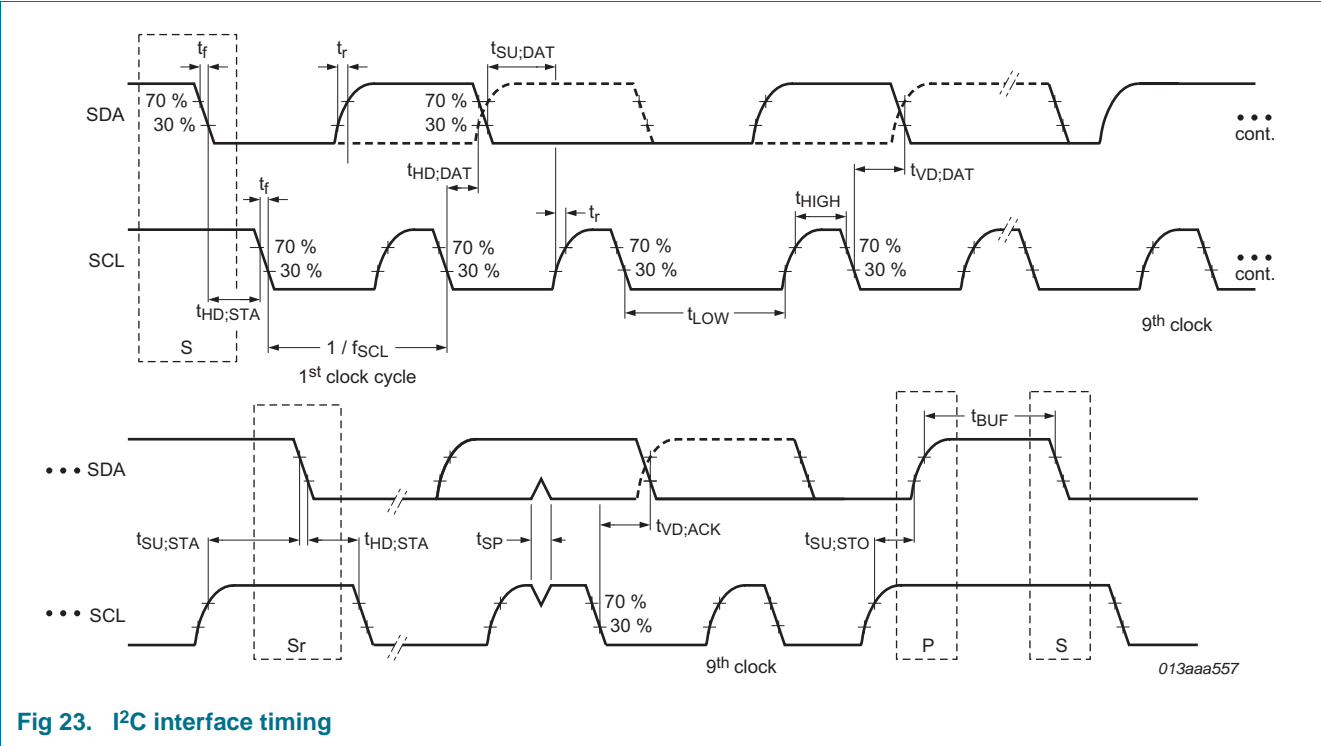 tf
tr
tSU;DAT
70 %
30 %
70 %
30 %
SDA
cont.
tHD;DAT
tVD;DAT
tf
tr
tHIGH
70 %
30 %
70 %
30 %
70 %
30 %
70 %
30 %
SCL
cont.
tHD;STA
tLOW
9th clock
S
1 / fSCL
1st clock cycle
tBUF
••• SDA
tSU;STA
tHD;STA
tSP
tVD;ACK
tSU;STO
70 %
30 %
••• SCL
Sr
9th clock
P
S
013aaa557
Fig 23. I2C interface timing